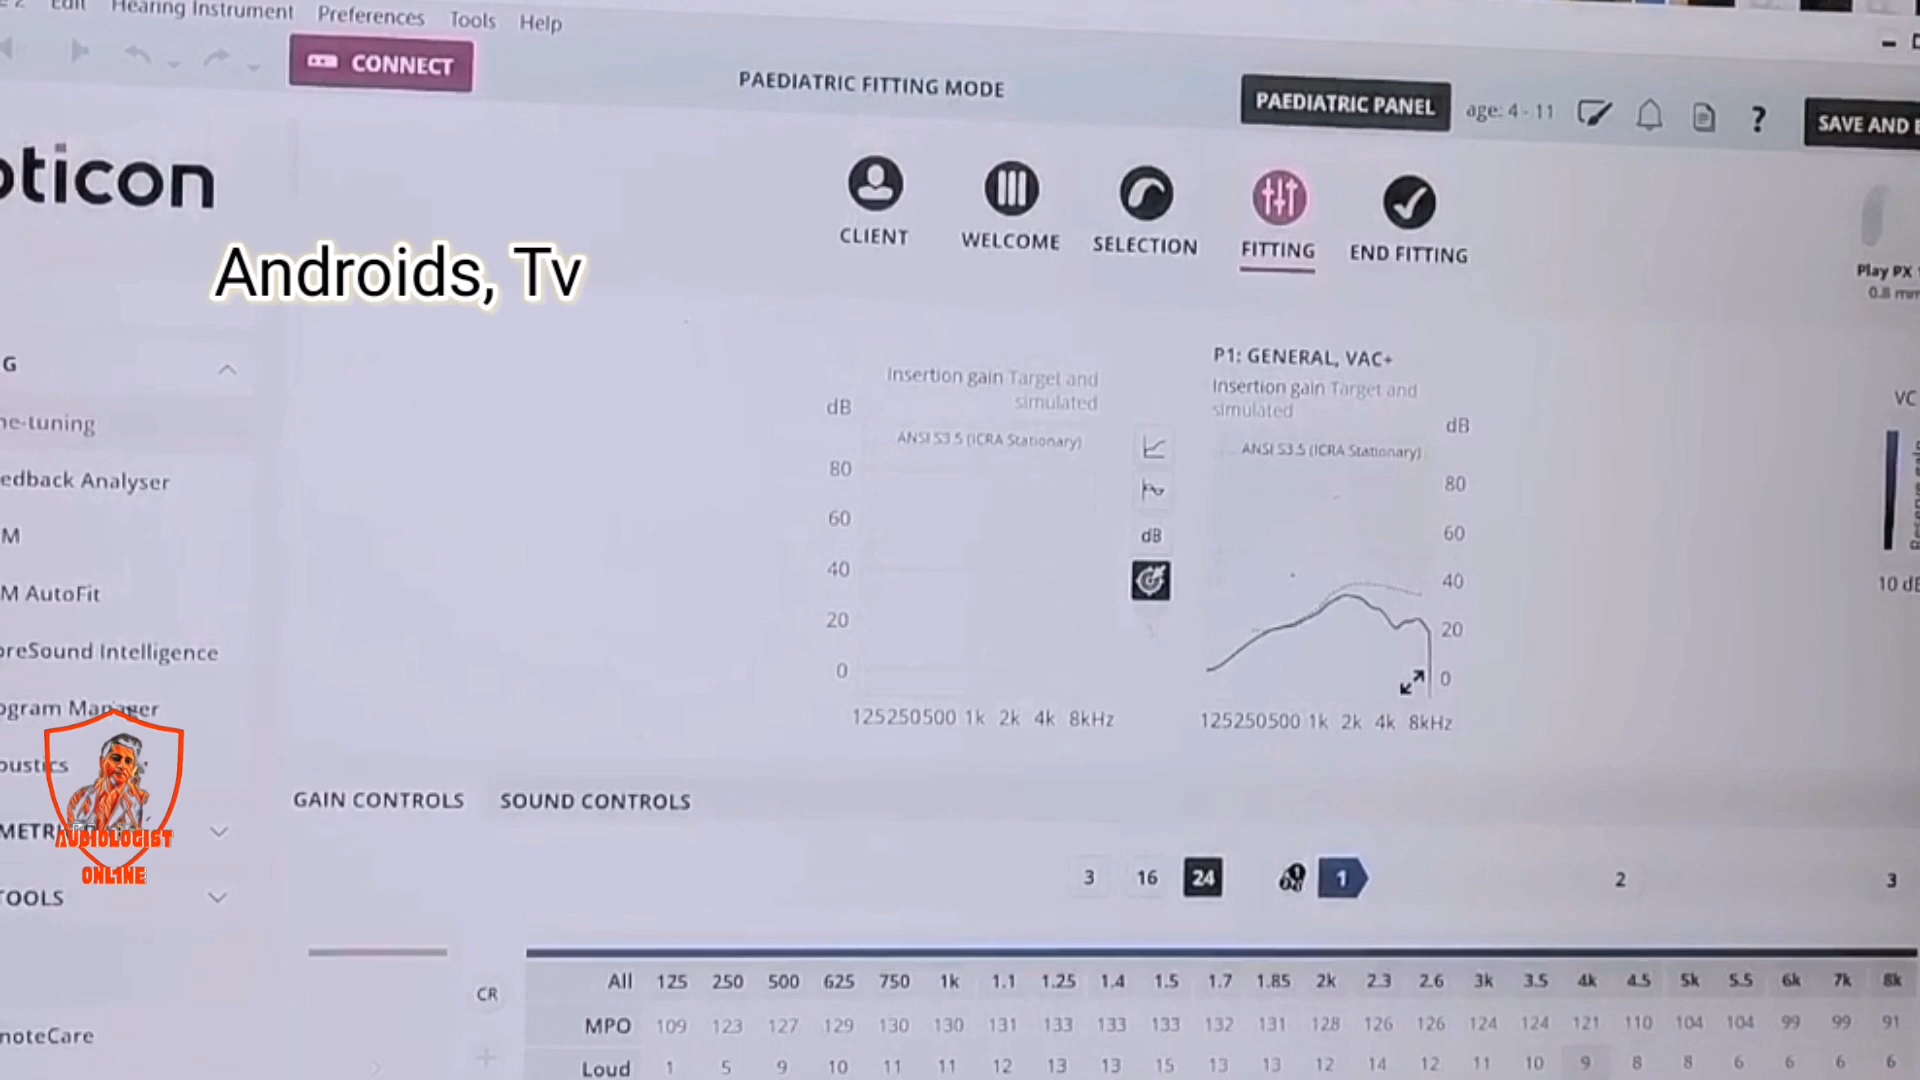 Edit Hearing Instrument Preferences Tools Help
CONNECT
PAEDIATRIC FITTING MODE
PAEDIATRIC PANEL
age: 4 - 11
?
SAVE AND E
oticon
CLIENT
WELCOME
SELECTION
FITTING
END FITTING
Androids, Tv
Play PX
0.8 mm
G
ne-tuning
edback Analyser
M
M AutoFit
oreSound Intelligence
ogram Manager
oustics
METR
TOOLS
noteCare
AUDIOLOGIST
ONLINE
Insertion gain Target and
simulated
dB
ANSI S3.5 (ICRA Stationary)
80
60
40
20
0
125 250 500 1k 2k 4k 8kHz
dB
P1: GENERAL, VAC+
Insertion gain Target and
simulated
dB
ANSI S3.5 (ICRA Stationary)
80
60
40
20
0
125 250 500 1k 2k 4k 8kHz
VC
10 dB
GAIN CONTROLS SOUND CONTROLS
3 16 24 1 2 3
CR
All 125 250 500 625 750 1k 1.1 1.25 1.4 1.5 1.7 1.85 2k 2.3 2.6 3k 3.5 4k 4.5 5k 5.5 6k 7k 8k
MPO 109 123 127 129 130 130 131 133 133 133 132 131 128 126 126 124 124 121 110 104 104 99 99 91
Loud 1 5 9 10 11 11 12 13 13 15 13 13 12 14 12 11 10 9 8 8 6 6 6 6